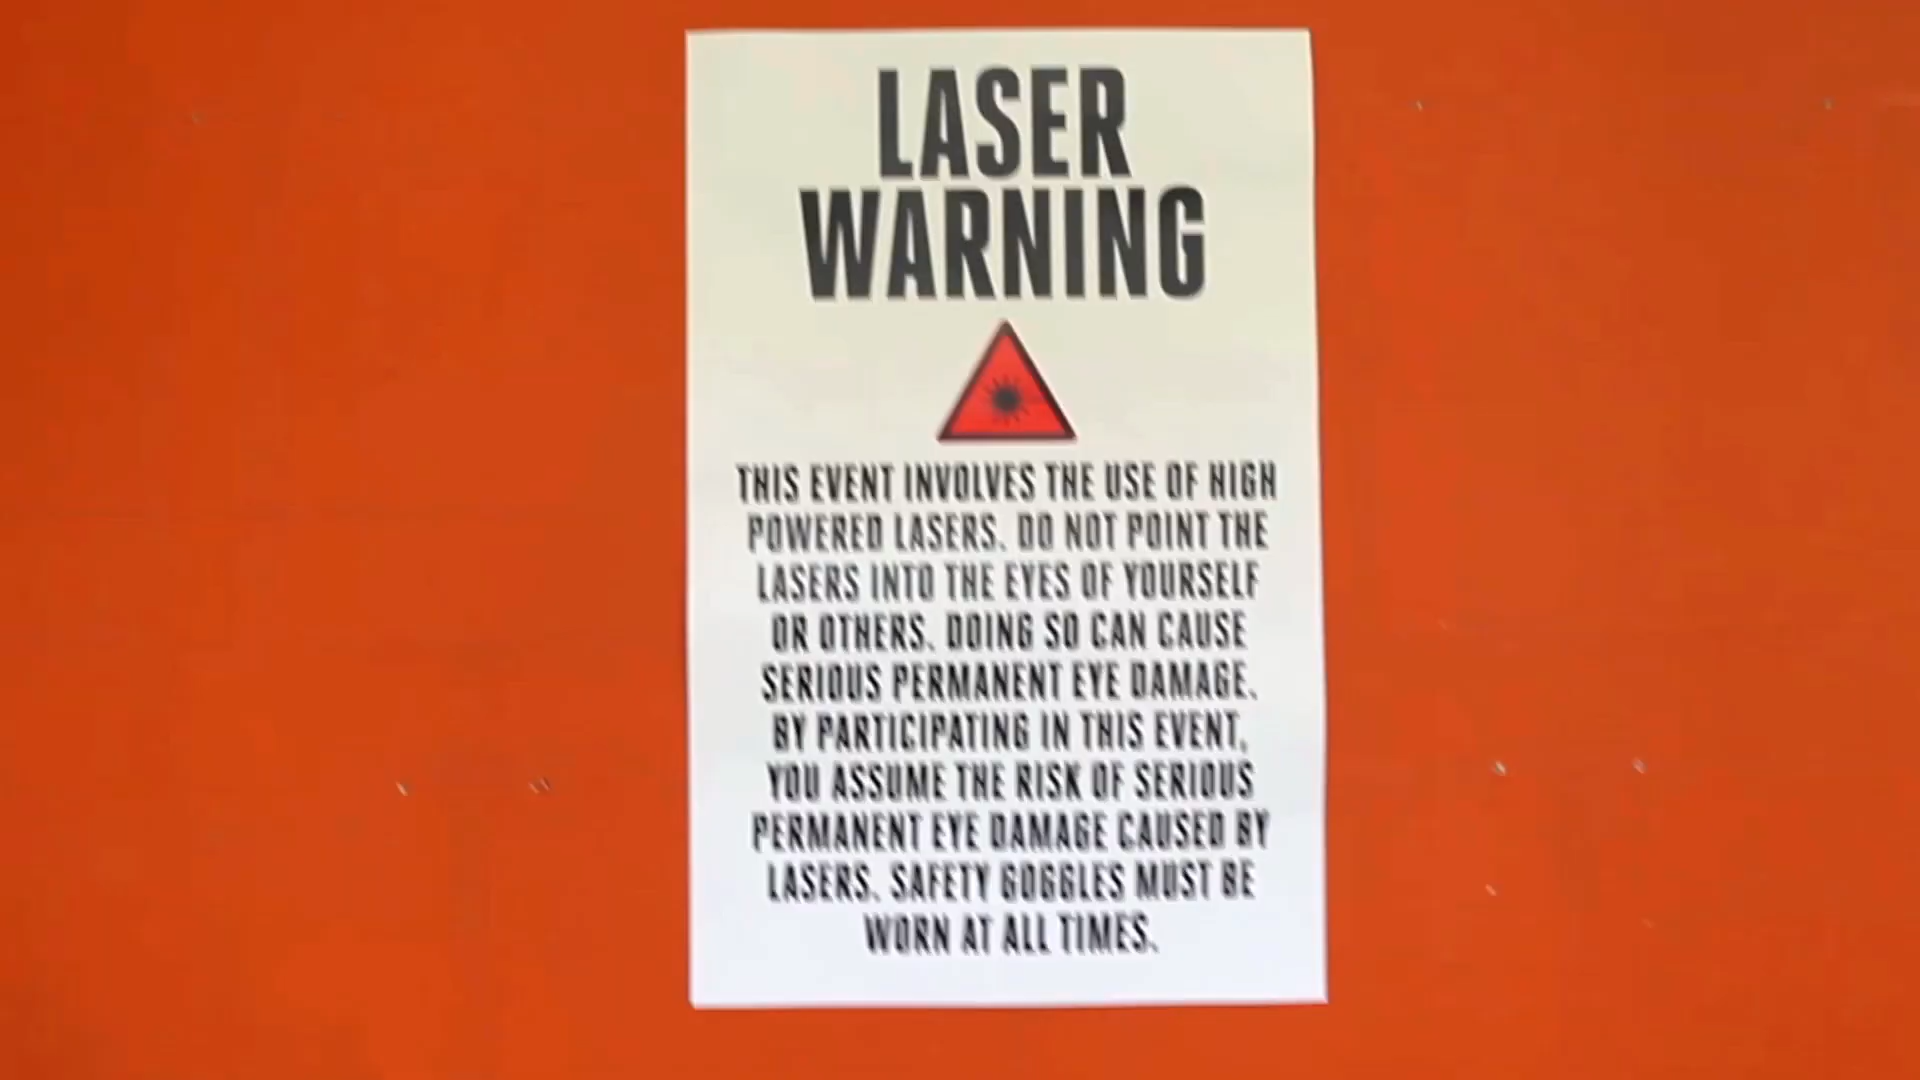 LASER
WARNING
THIS EVENT INVOLVES THE USE OF HIGH
POWERED LASERS. DO NOT POINT THE
LASERS INTO THE EYES OF YOURSELF
OR OTHERS. DOING SO CAN CAUSE
SERIOUS PERMANENT EYE DAMAGE.
BY PARTICIPATING IN THIS EVENT,
YOU ASSUME THE RISK OF SERIOUS
PERMANENT EYE DAMAGE CAUSED BY
LASERS. SAFETY GOGGLES MUST BE
WORN AT ALL TIMES.